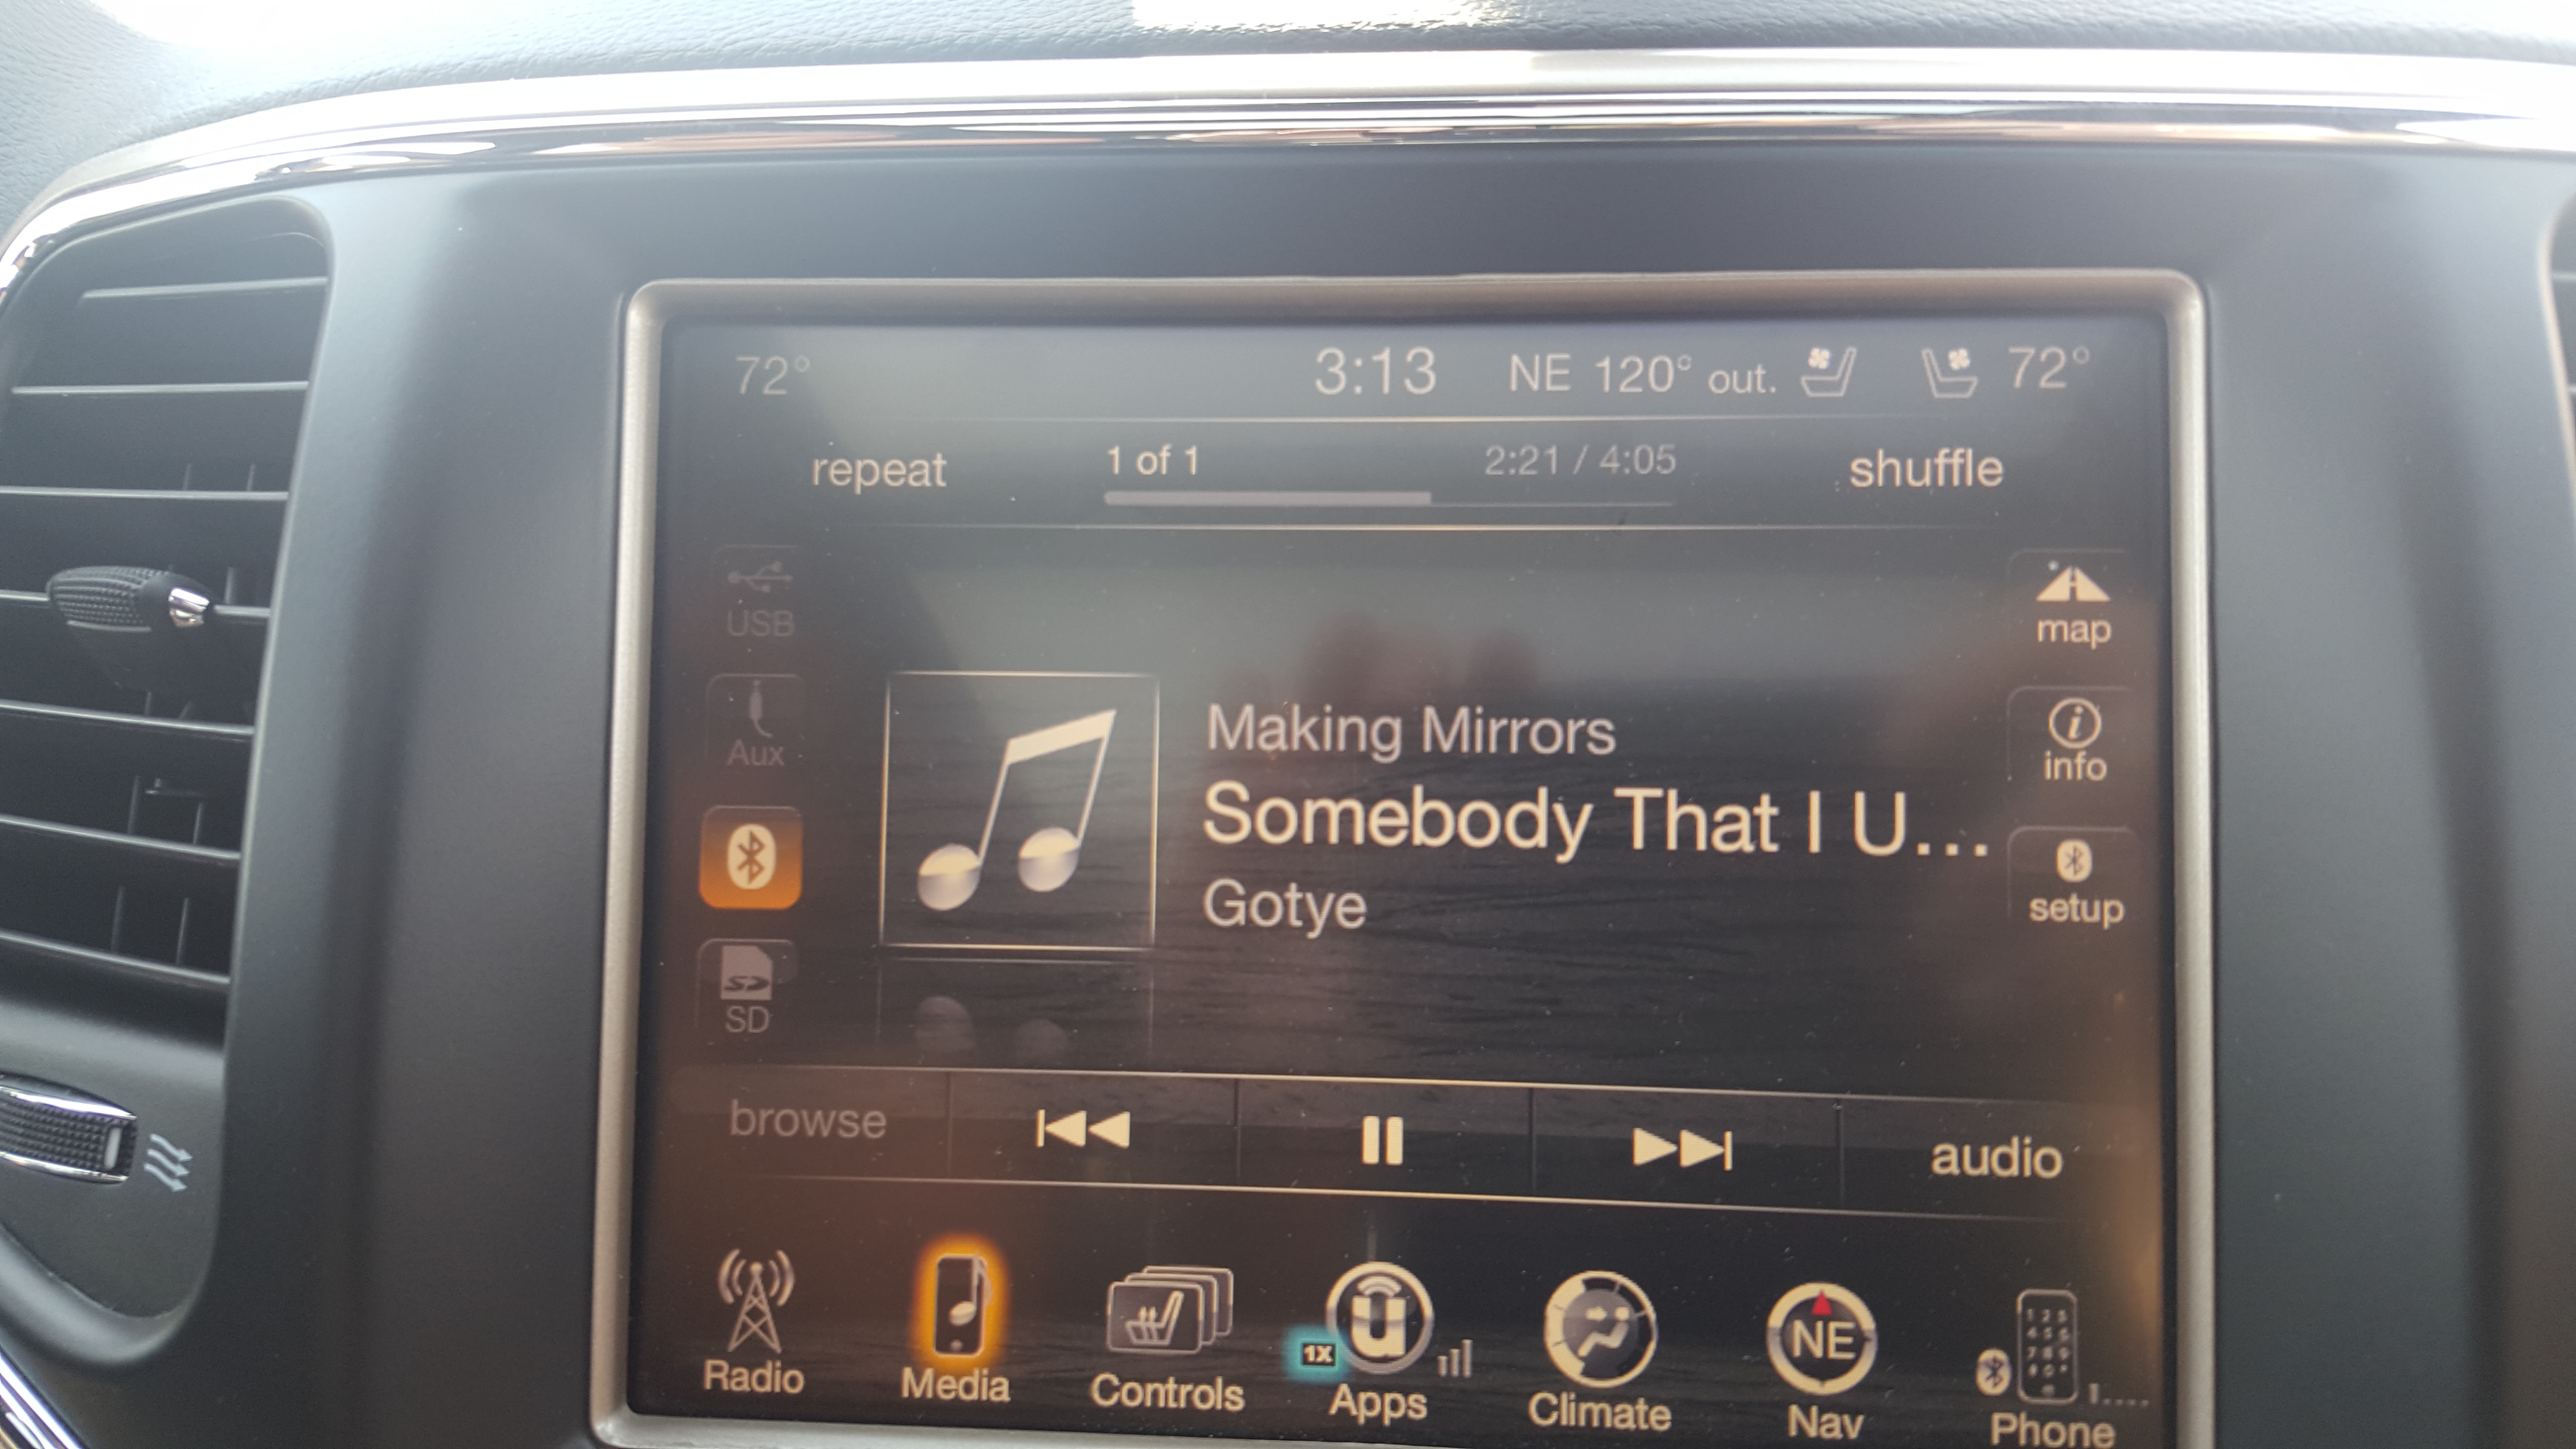 72° 3:13 NE 120° out. 72°
repeat 1 of 1 2:21 / 4:05 shuffle
USB
map
Aux
Making Mirrors
info
Somebody That I U...
Gotye
setup
SD
browse audio
1X u NE
Radio Media Controls Apps Climate Nav Phone